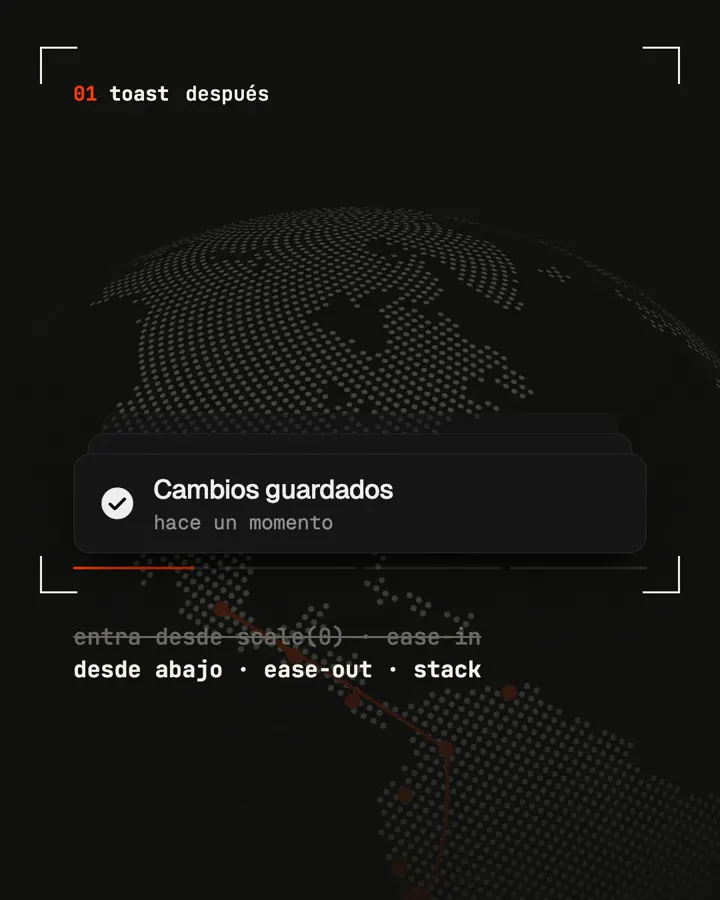 01 toast después
Cambios guardados
hace un momento
entra desde scale(0) · ease-in
desde abajo · ease-out · stack